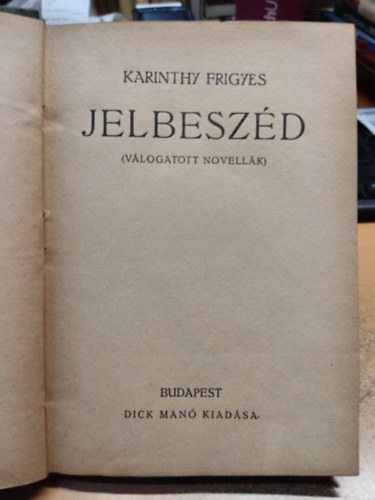 KARINTHY FRIGYES
JELBESZÉD
(VÁLOGATOTT NOVELLÁK)
BUDAPEST
DICK MANÓ KIADÁSA